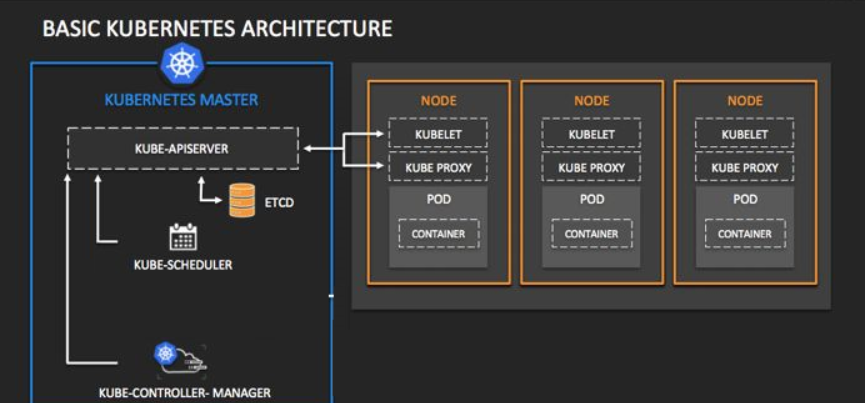 BASIC KUBERNETES ARCHITECTURE
KUBERNETES MASTER
KUBE-APISERVER
ETCD
KUBE-SCHEDULER
KUBE-CONTROLLER- MANAGER
NODE
KUBELET
KUBE PROXY
POD
CONTAINER
NODE
KUBELET
KUBE PROXY
POD
CONTAINER
NODE
KUBELET
KUBE PROXY
POD
CONTAINER